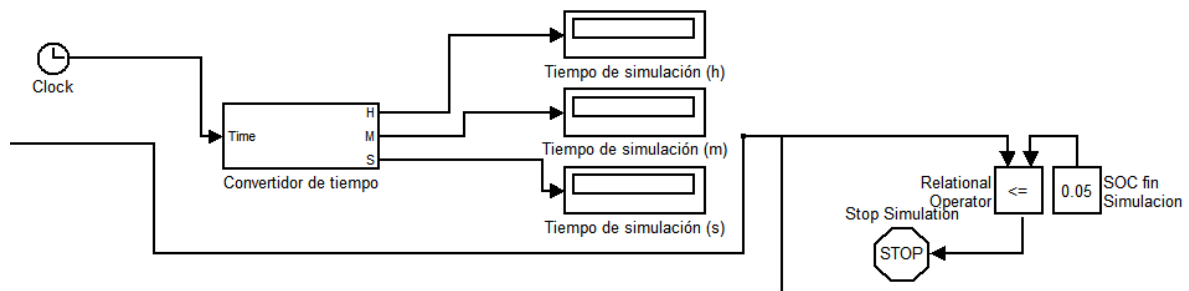 Clock
Time
H
M
S
Convertidor de tiempo
Tiempo de simulación (h)
Tiempo de simulación (m)
Tiempo de simulación (s)
Relational
Operator
<=
0.05
SOC fin
Simulacion
Stop Simulation
STOP